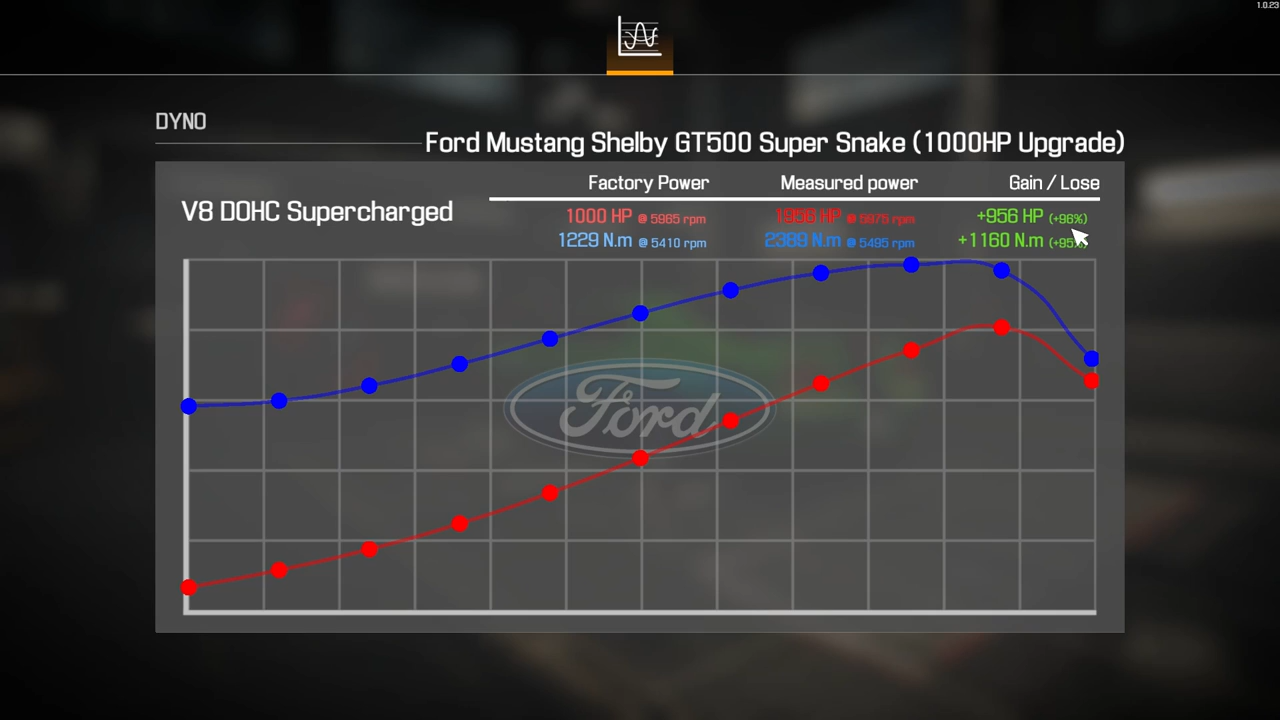 1.0.23
DYNO
Ford Mustang Shelby GT500 Super Snake (1000HP Upgrade)
Factory Power Measured power Gain / Lose
V8 DOHC Supercharged
1000 HP @ 5965 rpm 1956 HP @ 5975 rpm +956 HP (+96%)
1229 N.m @ 5410 rpm 2389 N.m @ 5495 rpm +1160 N.m
Ford